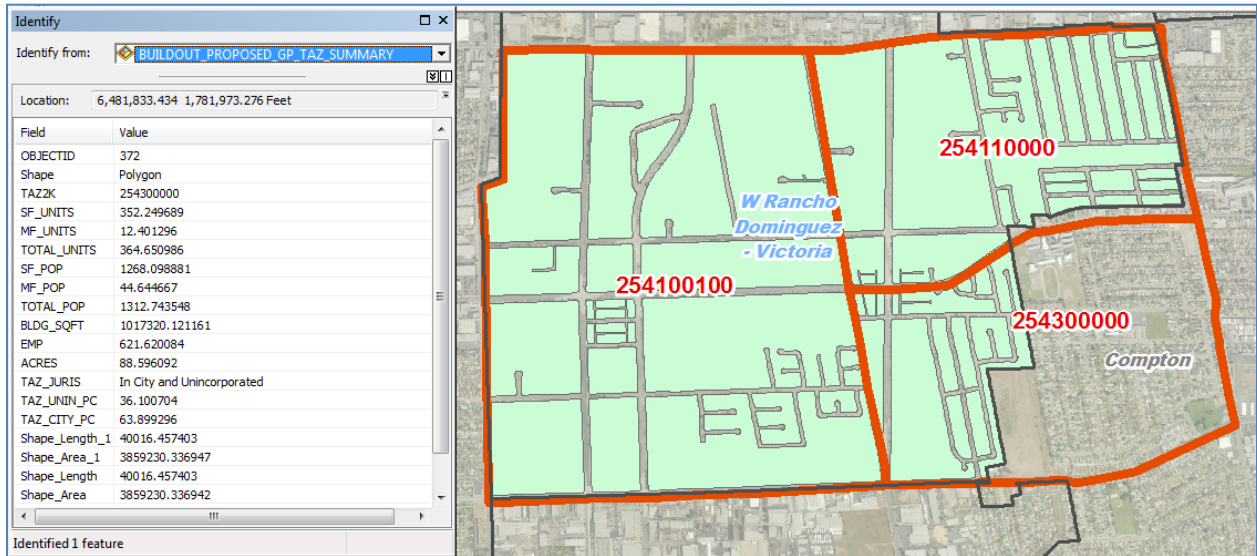 Identify
Identify from: BUILDOUT_PROPOSED_GP_TAZ_SUMMARY
Location: 6,481,833.434 1,781,973.276 Feet
Field Value
OBJECTID 372
Shape Polygon
TAZ2K 254300000
SF_UNITS 352.249689
MF_UNITS 12.401296
TOTAL_UNITS 364.650986
SF_POP 1268.098881
MF_POP 44.644667
TOTAL_POP 1312.743548
BLDG_SQFT 1017320.121161
EMP 621.620084
ACRES 88.596092
TAZ_JURIS In City and Unincorporated
TAZ_UNIN_PC 36.100704
TAZ_CITY_PC 63.899296
Shape_Length_1 40016.457403
Shape_Area_1 3859230.336947
Shape_Length 40016.457403
Shape_Area 3859230.336942
Identified 1 feature
254110000
W Rancho
Dominguez
- Victoria
254100100
254300000
Compton